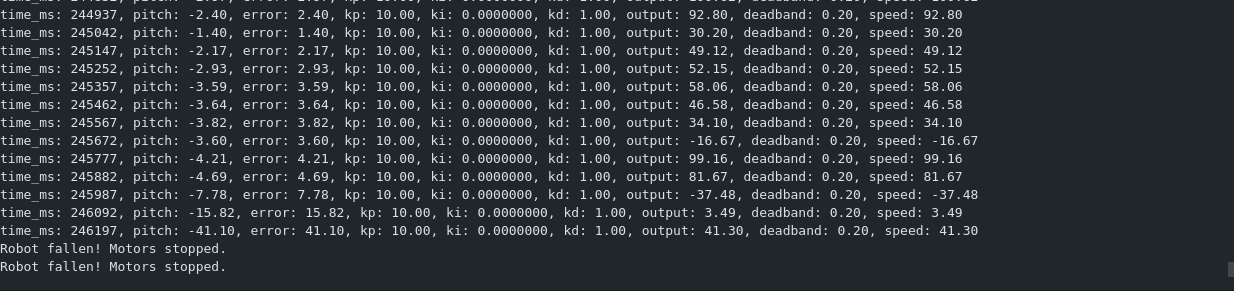 time_ms: 244937, pitch: -2.40, error: 2.40, kp: 10.00, ki: 0.0000000, kd: 1.00, output: 92.80, deadband: 0.20, speed: 92.80
time_ms: 245042, pitch: -1.40, error: 1.40, kp: 10.00, ki: 0.0000000, kd: 1.00, output: 30.20, deadband: 0.20, speed: 30.20
time_ms: 245147, pitch: -2.17, error: 2.17, kp: 10.00, ki: 0.0000000, kd: 1.00, output: 49.12, deadband: 0.20, speed: 49.12
time_ms: 245252, pitch: -2.93, error: 2.93, kp: 10.00, ki: 0.0000000, kd: 1.00, output: 52.15, deadband: 0.20, speed: 52.15
time_ms: 245357, pitch: -3.59, error: 3.59, kp: 10.00, ki: 0.0000000, kd: 1.00, output: 58.06, deadband: 0.20, speed: 58.06
time_ms: 245462, pitch: -3.64, error: 3.64, kp: 10.00, ki: 0.0000000, kd: 1.00, output: 46.58, deadband: 0.20, speed: 46.58
time_ms: 245567, pitch: -3.82, error: 3.82, kp: 10.00, ki: 0.0000000, kd: 1.00, output: 34.10, deadband: 0.20, speed: 34.10
time_ms: 245672, pitch: -3.60, error: 3.60, kp: 10.00, ki: 0.0000000, kd: 1.00, output: -16.67, deadband: 0.20, speed: -16.67
time_ms: 245777, pitch: -4.21, error: 4.21, kp: 10.00, ki: 0.0000000, kd: 1.00, output: 99.16, deadband: 0.20, speed: 99.16
time_ms: 245882, pitch: -4.69, error: 4.69, kp: 10.00, ki: 0.0000000, kd: 1.00, output: 81.67, deadband: 0.20, speed: 81.67
time_ms: 245987, pitch: -7.78, error: 7.78, kp: 10.00, ki: 0.0000000, kd: 1.00, output: -37.48, deadband: 0.20, speed: -37.48
time_ms: 246092, pitch: -15.82, error: 15.82, kp: 10.00, ki: 0.0000000, kd: 1.00, output: 3.49, deadband: 0.20, speed: 3.49
time_ms: 246197, pitch: -41.10, error: 41.10, kp: 10.00, ki: 0.0000000, kd: 1.00, output: 41.30, deadband: 0.20, speed: 41.30
Robot fallen! Motors stopped.
Robot fallen! Motors stopped.